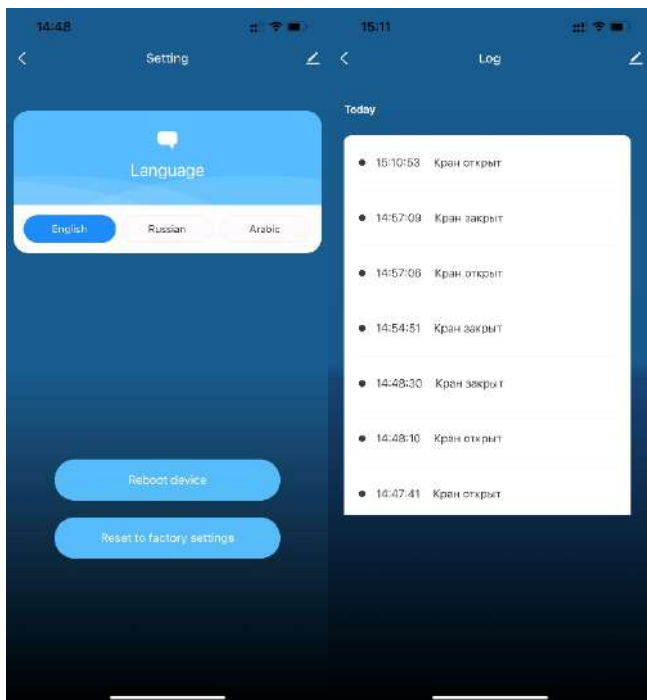 14:48
Setting
Language
English Russian Arabic
Reboot device
Reset to factory settings
15:11
Log
Today
15:10:53 Кран открыт
14:57:09 Кран закрыт
14:57:06 Кран открыт
14:54:51 Кран закрыт
14:48:30 Кран закрыт
14:48:10 Кран открыт
14:47:41 Кран открыт